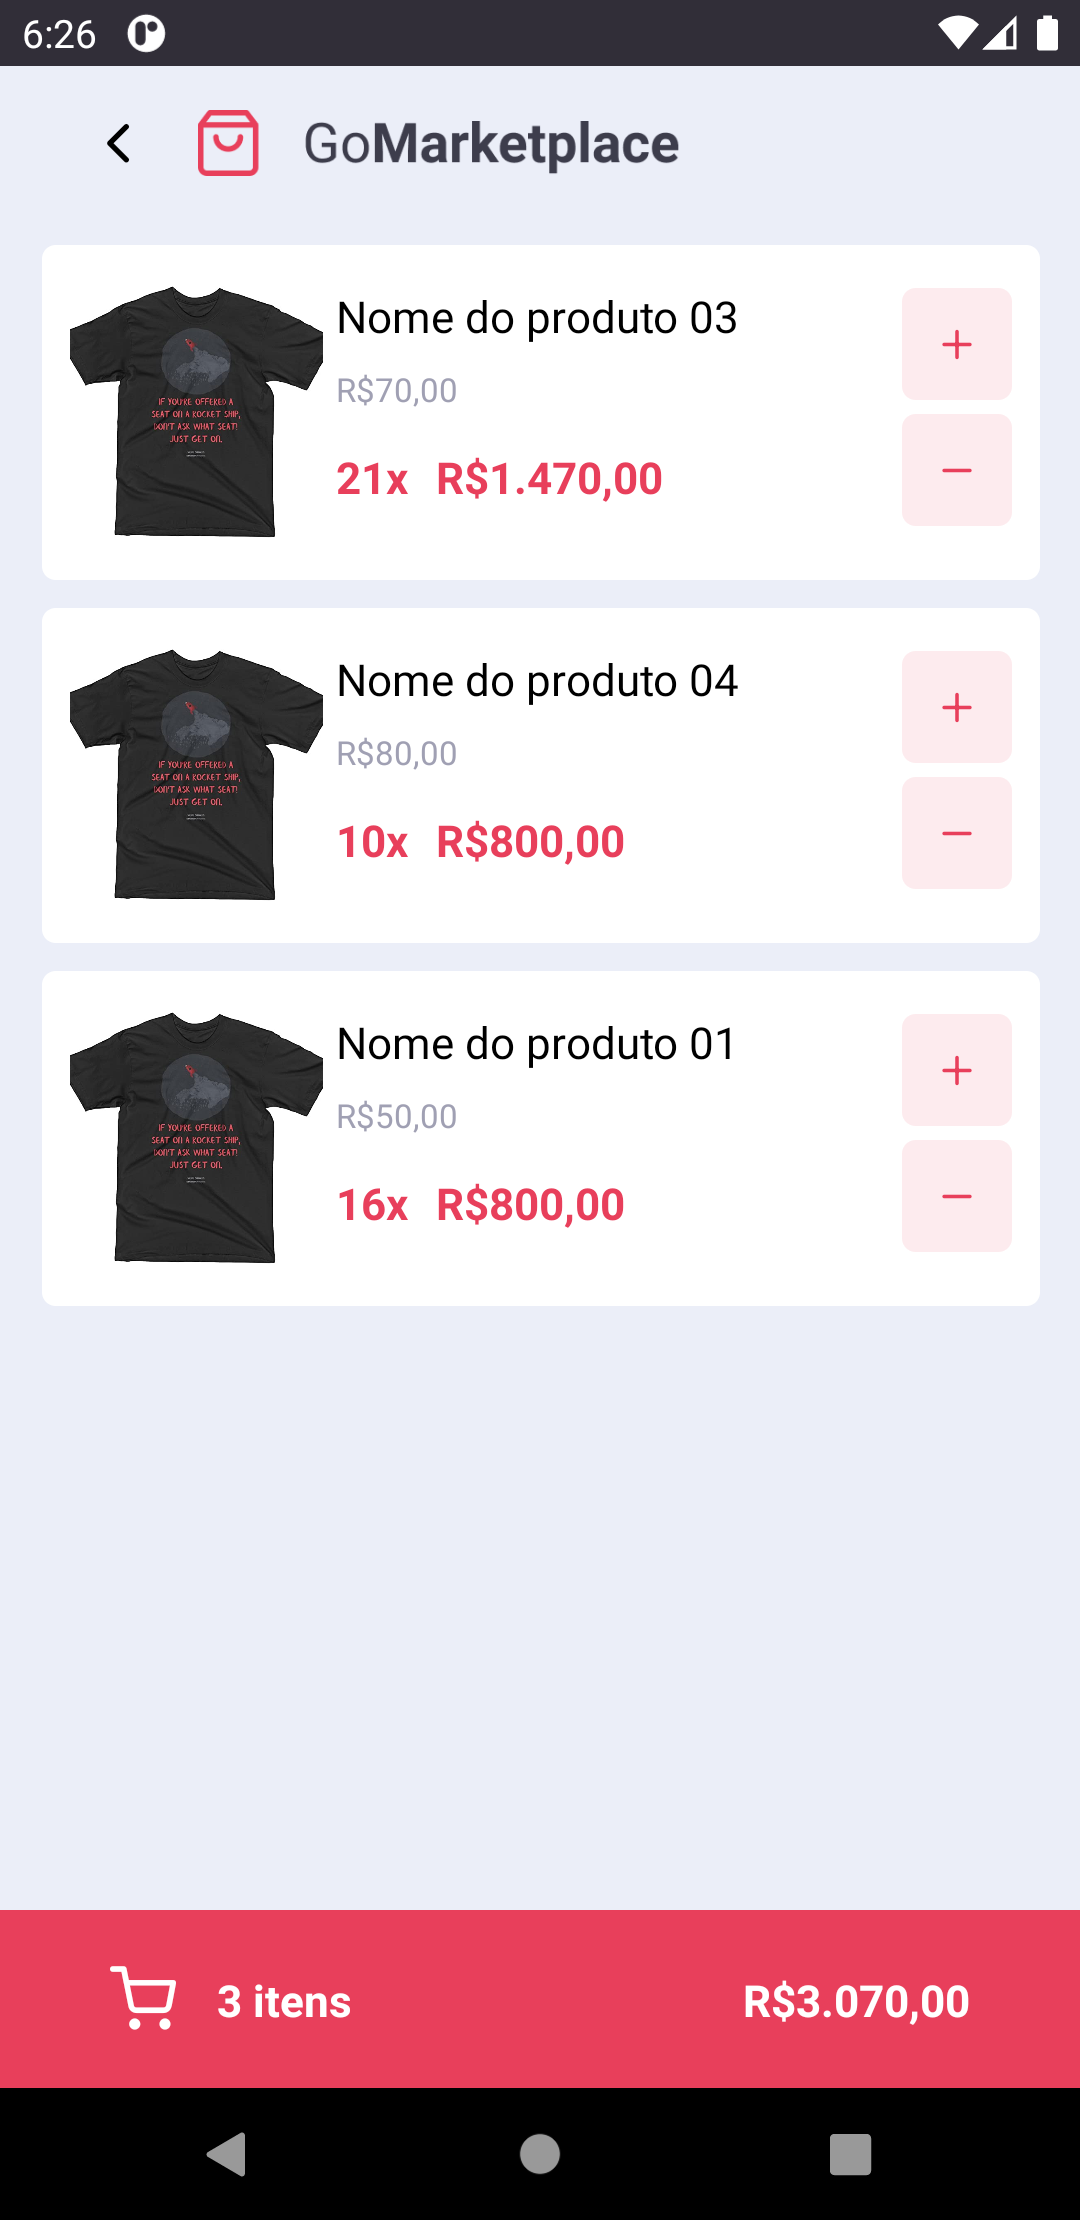 6:26
GoMarketplace
IF YOU'RE OFFERED A
SEAT ON A ROCKET SHIP,
DON'T ASK WHAT SEAT!
JUST GET ON.
Nome do produto 03
R$70,00
21x R$1.470,00
IF YOU'RE OFFERED A
SEAT ON A ROCKET SHIP,
DON'T ASK WHAT SEAT!
JUST GET ON.
Nome do produto 04
R$80,00
10x R$800,00
IF YOU'RE OFFERED A
SEAT ON A ROCKET SHIP,
DON'T ASK WHAT SEAT!
JUST GET ON.
Nome do produto 01
R$50,00
16x R$800,00
3 itens
R$3.070,00